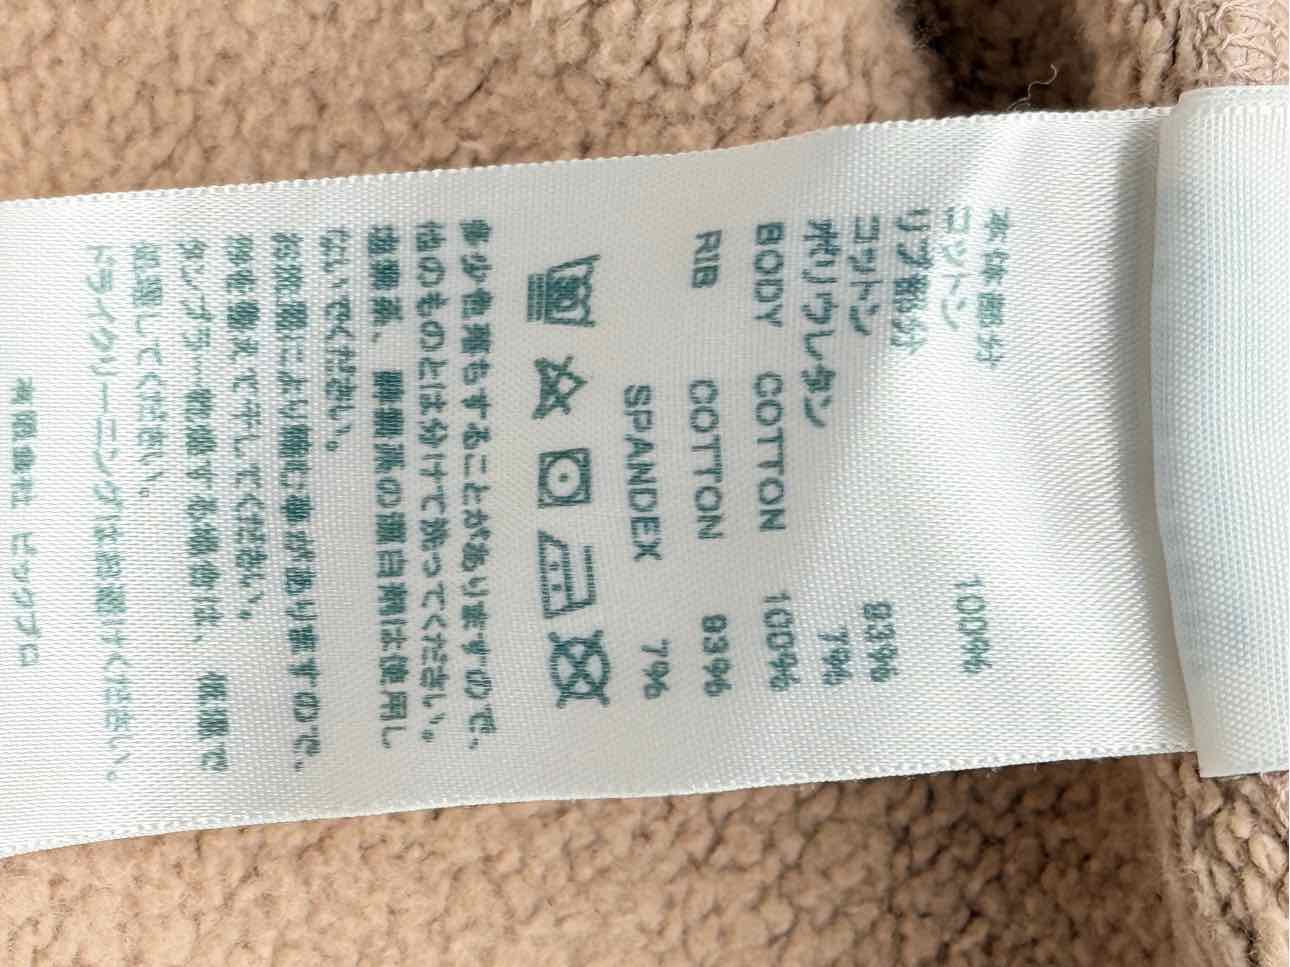 本体部分
コットン 100%
リブ部分
コットン 93%
ポリウレタン 7%
BODY COTTON 100%
RIB COTTON 93%
SPANDEX 7%
多少色落ちすることがありますので、
他のものとは分けて洗ってください。
塩素系、酸素系の漂白剤は使用し
ないでください。
お洗濯により縮む事がありますので、
形を整えて干してください。
タンブラー乾燥する場合は、低温で
処理してください。
ドライクリーニングはお避けください。
株式会社 ビックプロ